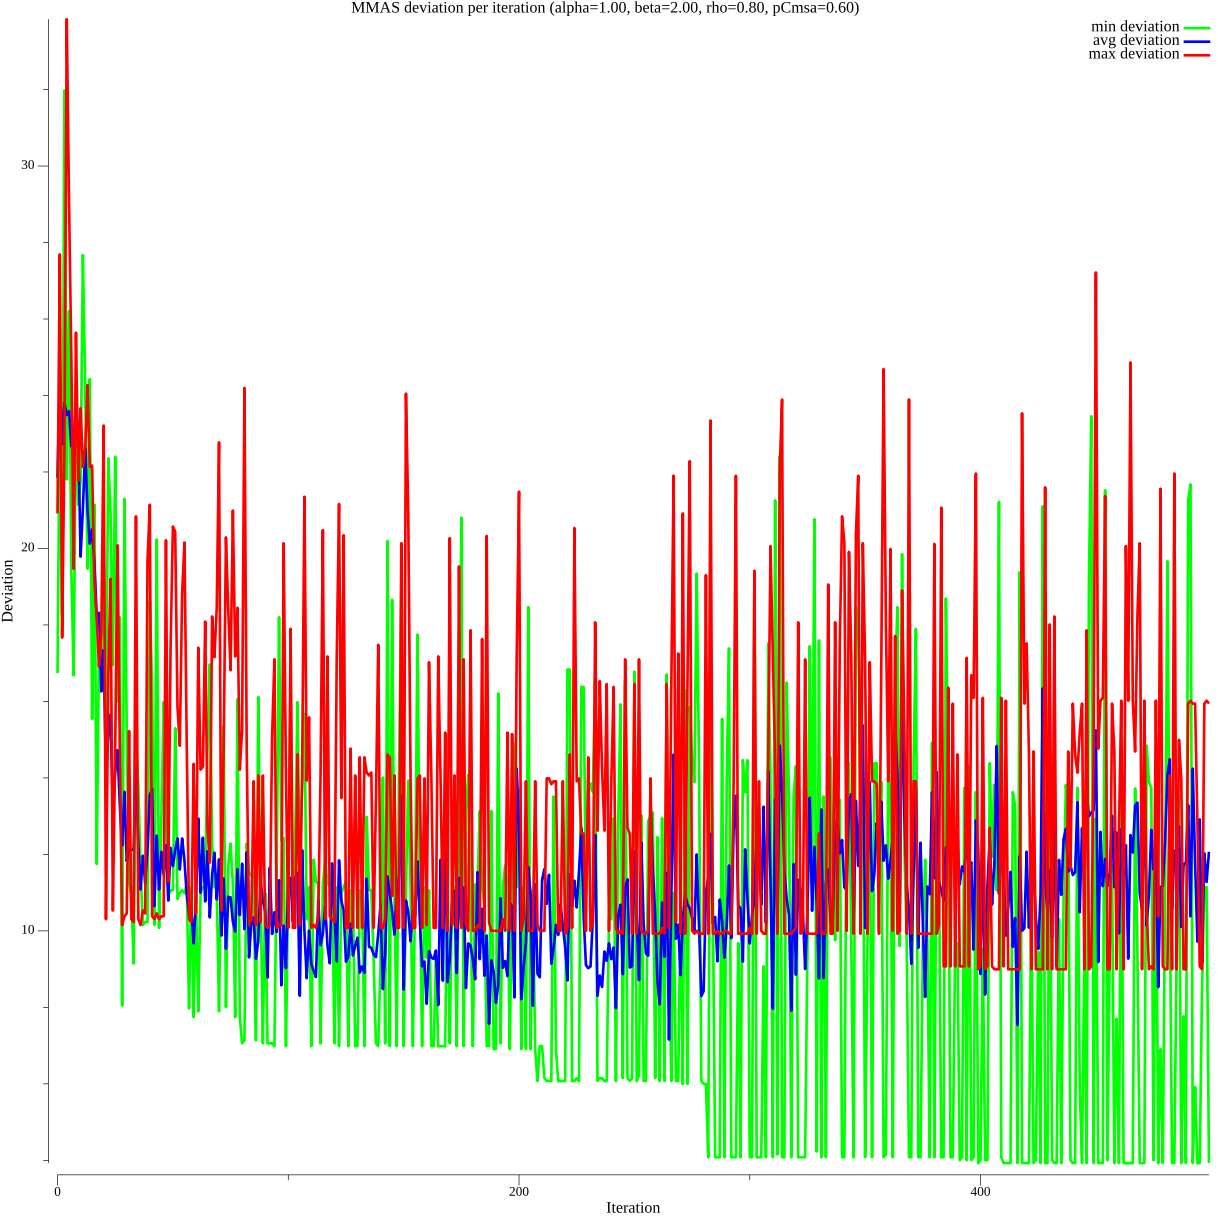 MMAS deviation per iteration (alpha=1.00, beta=2.00, rho=0.80, pCmsa=0.60)
min deviation
avg deviation
max deviation
30
20
10
Deviation
0
200
400
Iteration